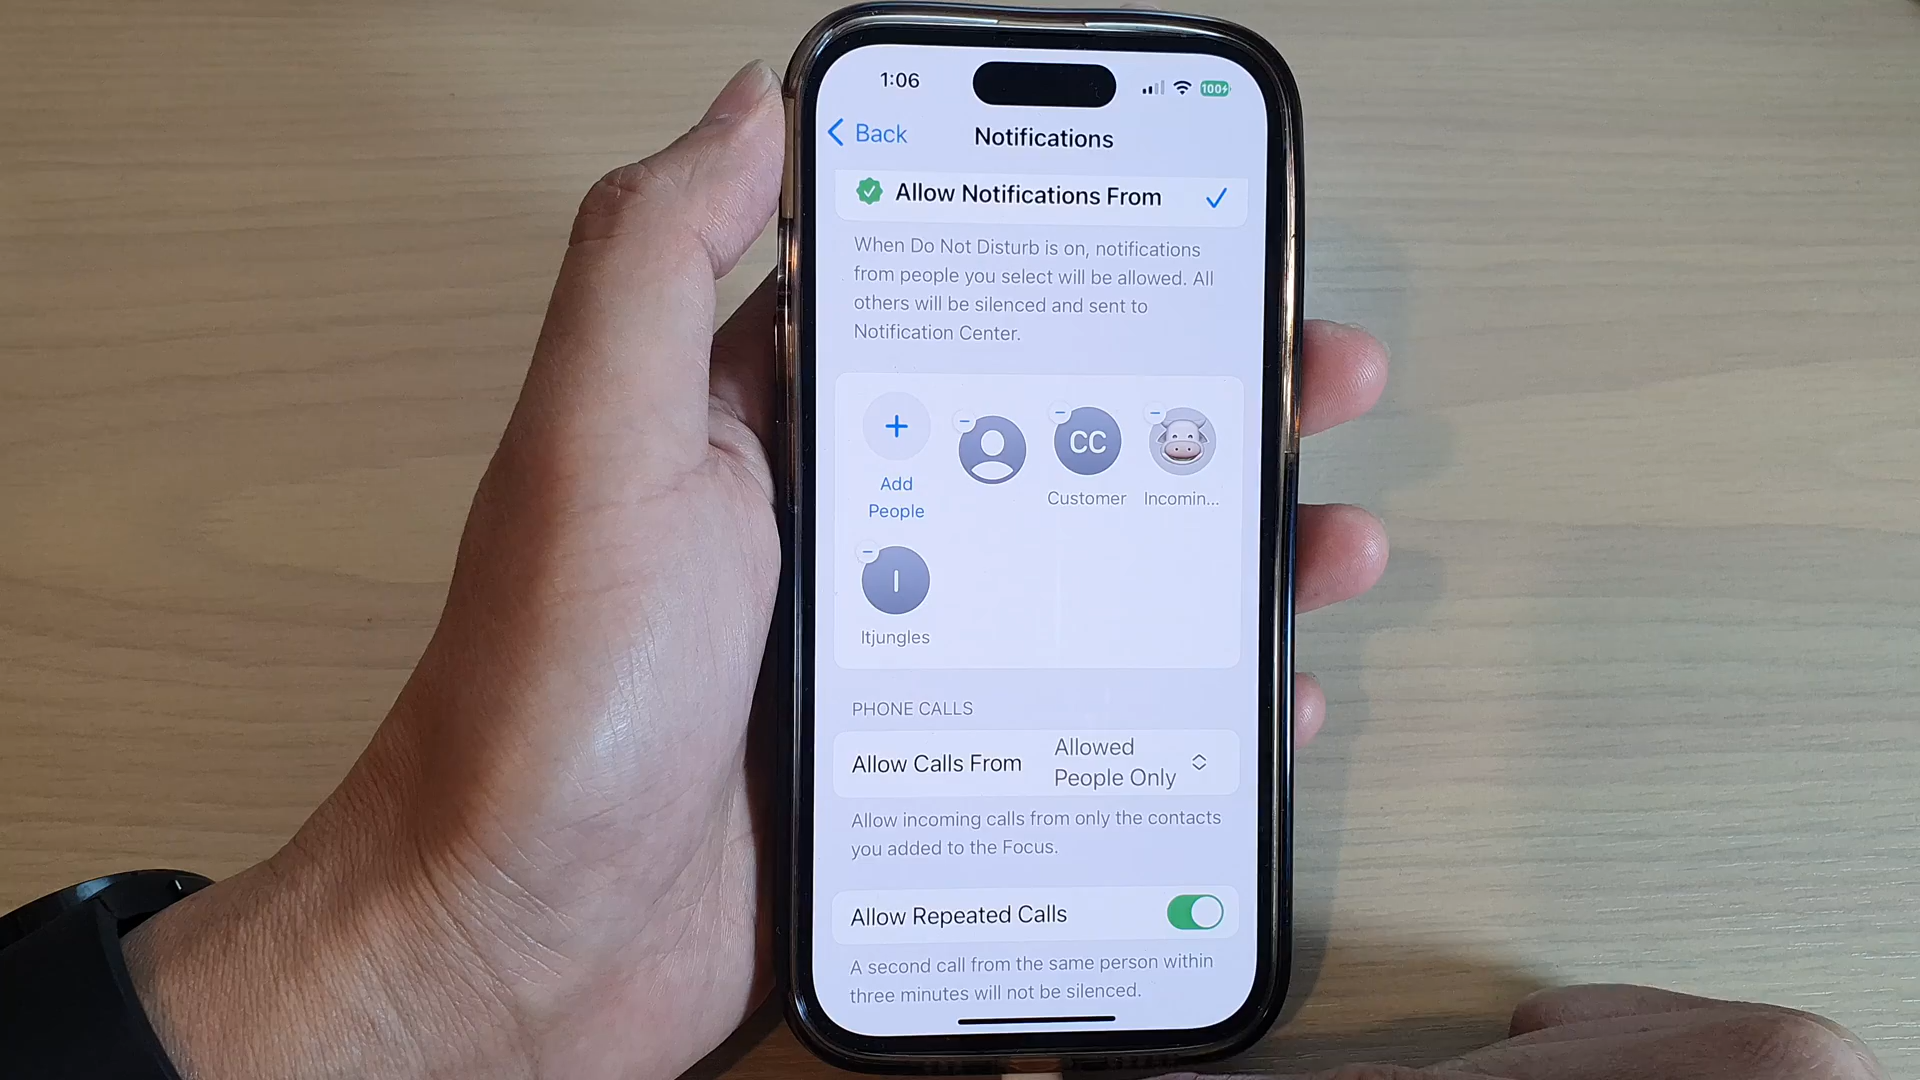 1:06
100
Back
Notifications
Allow Notifications From
When Do Not Disturb is on, notifications
from people you select will be allowed. All
others will be silenced and sent to
Notification Center.
CC
Add
People
Customer
Incomin...
I
Itjungles
PHONE CALLS
Allow Calls From
Allowed
People Only
Allow incoming calls from only the contacts
you added to the Focus.
Allow Repeated Calls
A second call from the same person within
three minutes will not be silenced.